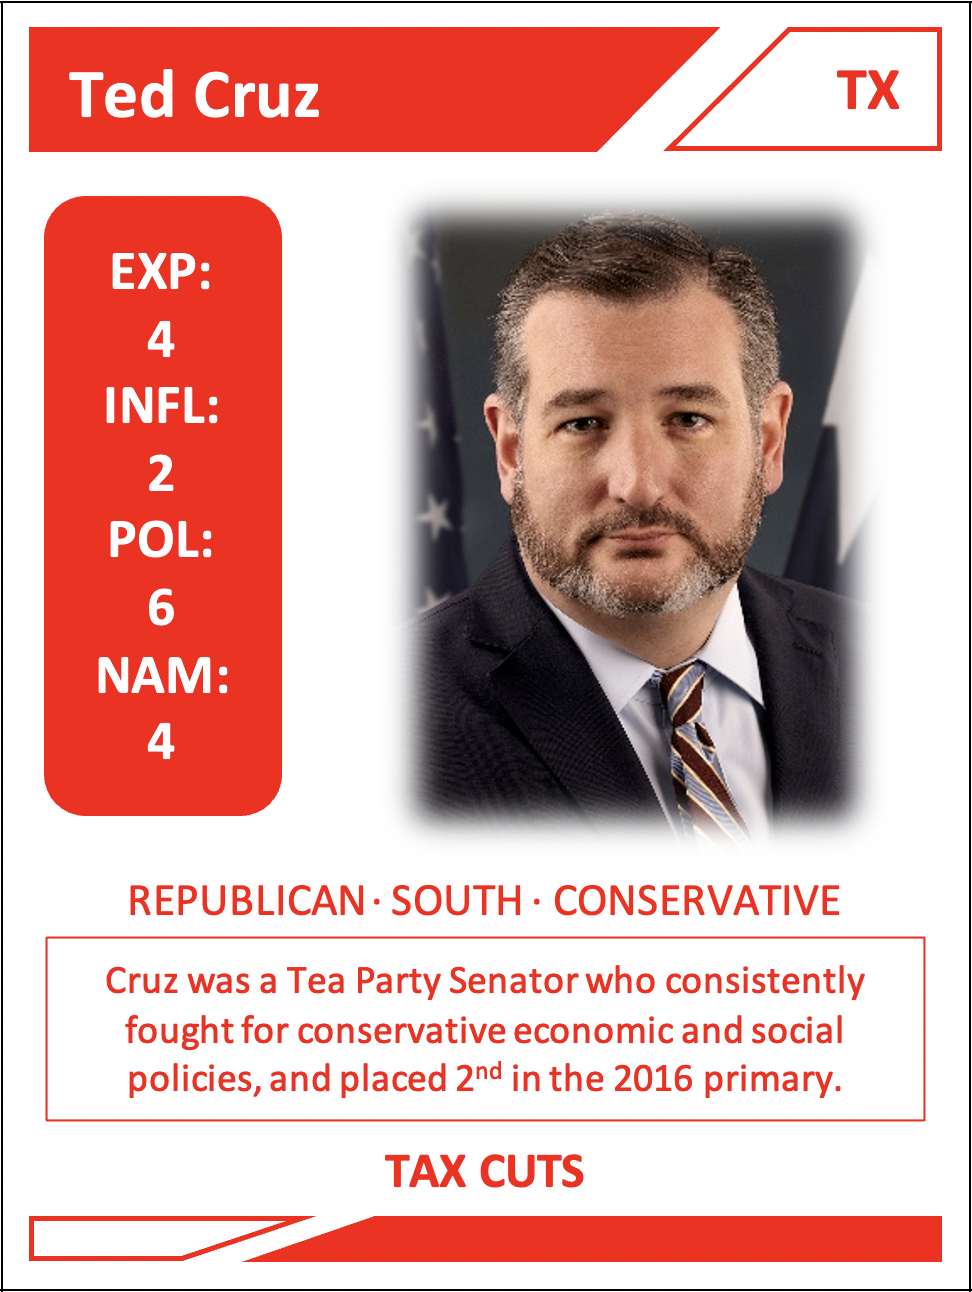 Ted Cruz
TX
EXP:
4
INFL:
2
POL:
6
NAM:
4
REPUBLICAN · SOUTH · CONSERVATIVE
Cruz was a Tea Party Senator who consistently
fought for conservative economic and social
policies, and placed 2nd in the 2016 primary.
TAX CUTS